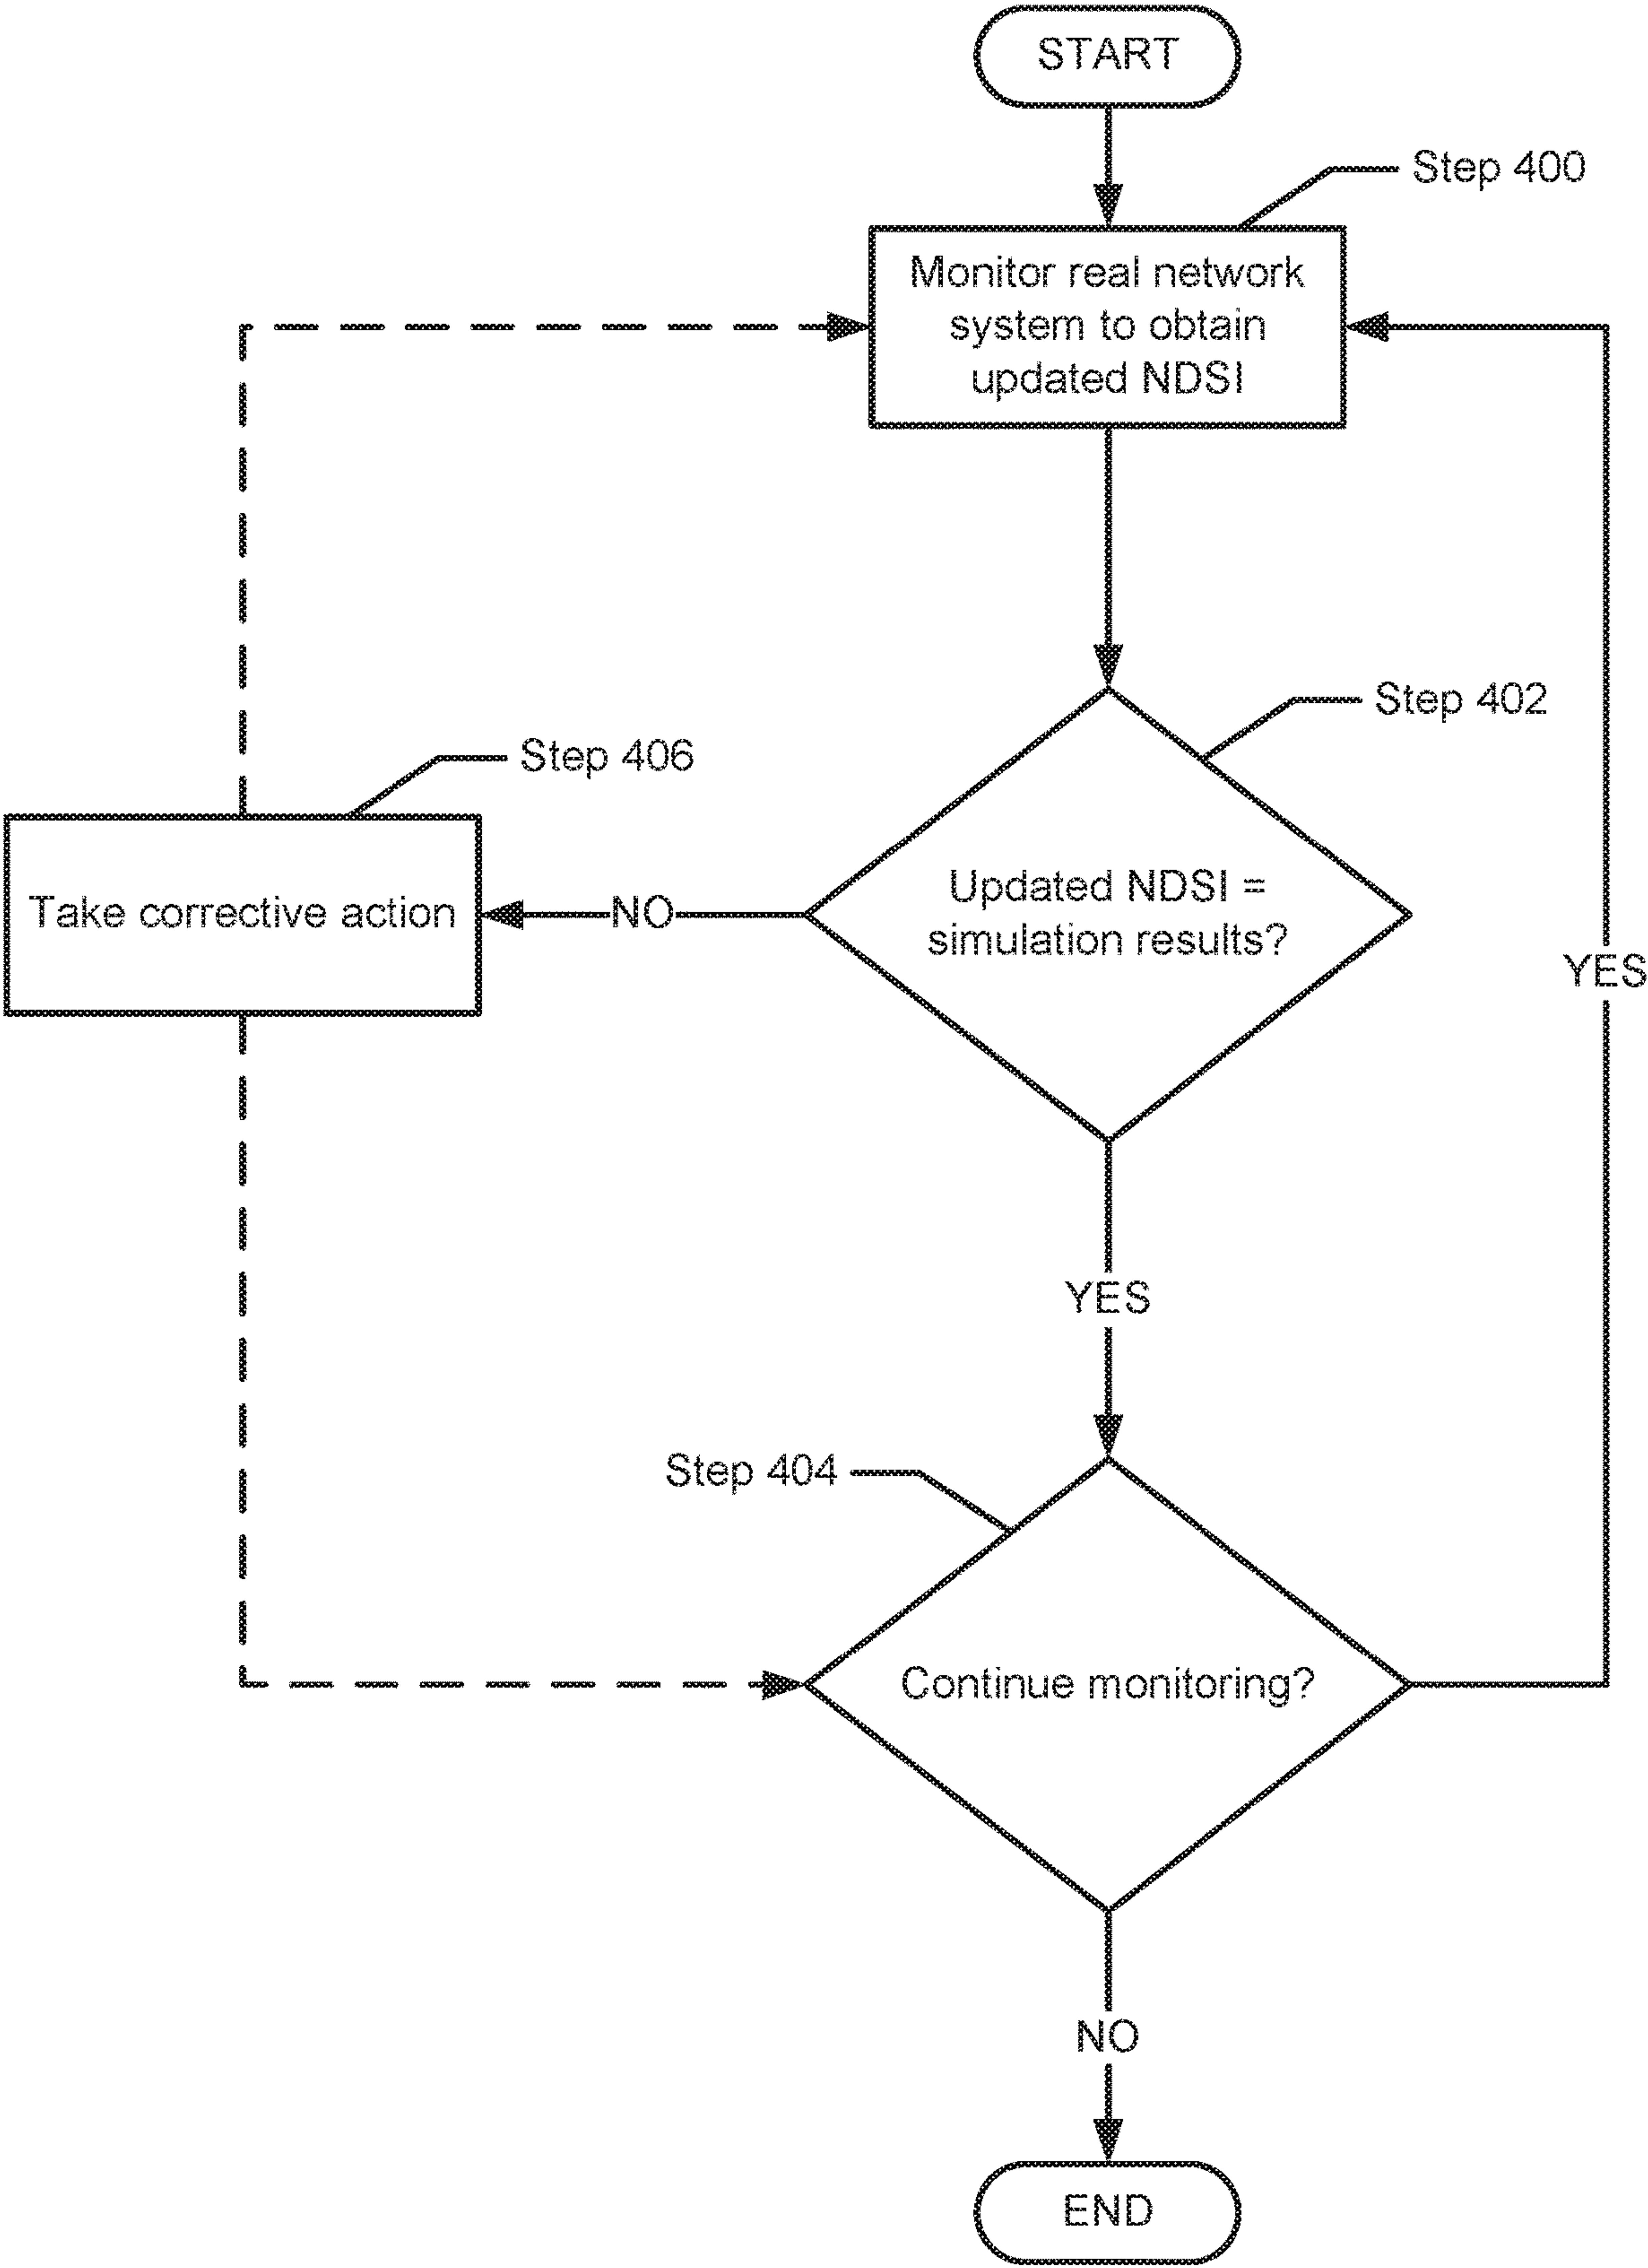 START
Step 400
Monitor real network
system to obtain
updated NDSI
Step 402
Step 406
Updated NDSI =
simulation results?
Take corrective action
NO
YES
YES
Step 404
Continue monitoring?
NO
END